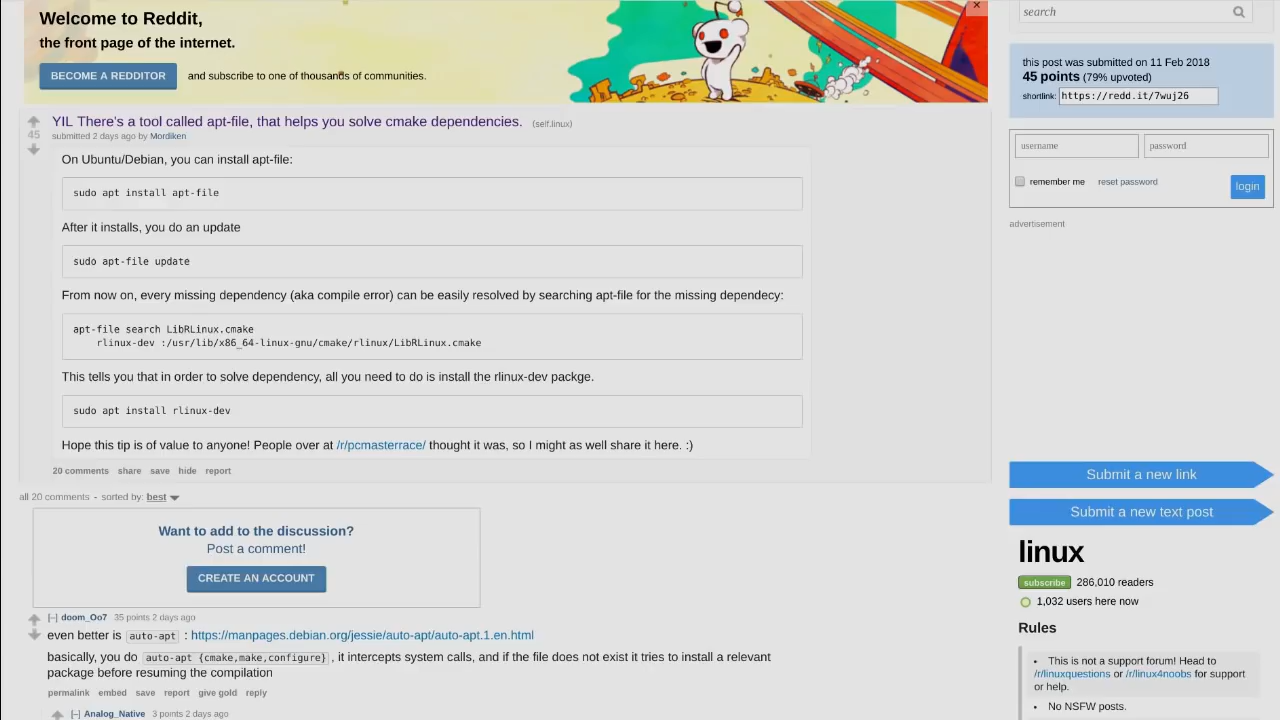 Welcome to Reddit,
the front page of the internet.
BECOME A REDDITOR and subscribe to one of thousands of communities.
×
45
YIL There's a tool called apt-file, that helps you solve cmake dependencies. (self.linux)
submitted 2 days ago by Mordiken
On Ubuntu/Debian, you can install apt-file:
sudo apt install apt-file
After it installs, you do an update
sudo apt-file update
From now on, every missing dependency (aka compile error) can be easily resolved by searching apt-file for the missing dependecy:
apt-file search LibRLinux.cmake
rlinux-dev :/usr/lib/x86_64-linux-gnu/cmake/rlinux/LibRLinux.cmake
This tells you that in order to solve dependency, all you need to do is install the rlinux-dev packge.
sudo apt install rlinux-dev
Hope this tip is of value to anyone! People over at /r/pcmasterrace/ thought it was, so I might as well share it here. :)
20 comments share save hide report
all 20 comments - sorted by: best
Want to add to the discussion?
Post a comment!
CREATE AN ACCOUNT
[–] doom_Oo7 35 points 2 days ago
even better is auto-apt : https://manpages.debian.org/jessie/auto-apt/auto-apt.1.en.html
basically, you do auto-apt {cmake,make,configure} , it intercepts system calls, and if the file does not exist it tries to install a relevant
package before resuming the compilation
permalink embed save report give gold reply
[–] Analog_Native 3 points 2 days ago
search
this post was submitted on 11 Feb 2018
45 points (79% upvoted)
shortlink: https://redd.it/7wuj26
username password
remember me reset password login
advertisement
Submit a new link
Submit a new text post
linux
subscribe 286,010 readers
1,032 users here now
Rules
• This is not a support forum! Head to
/r/linuxquestions or /r/linux4noobs for support
or help.
• No NSFW posts.